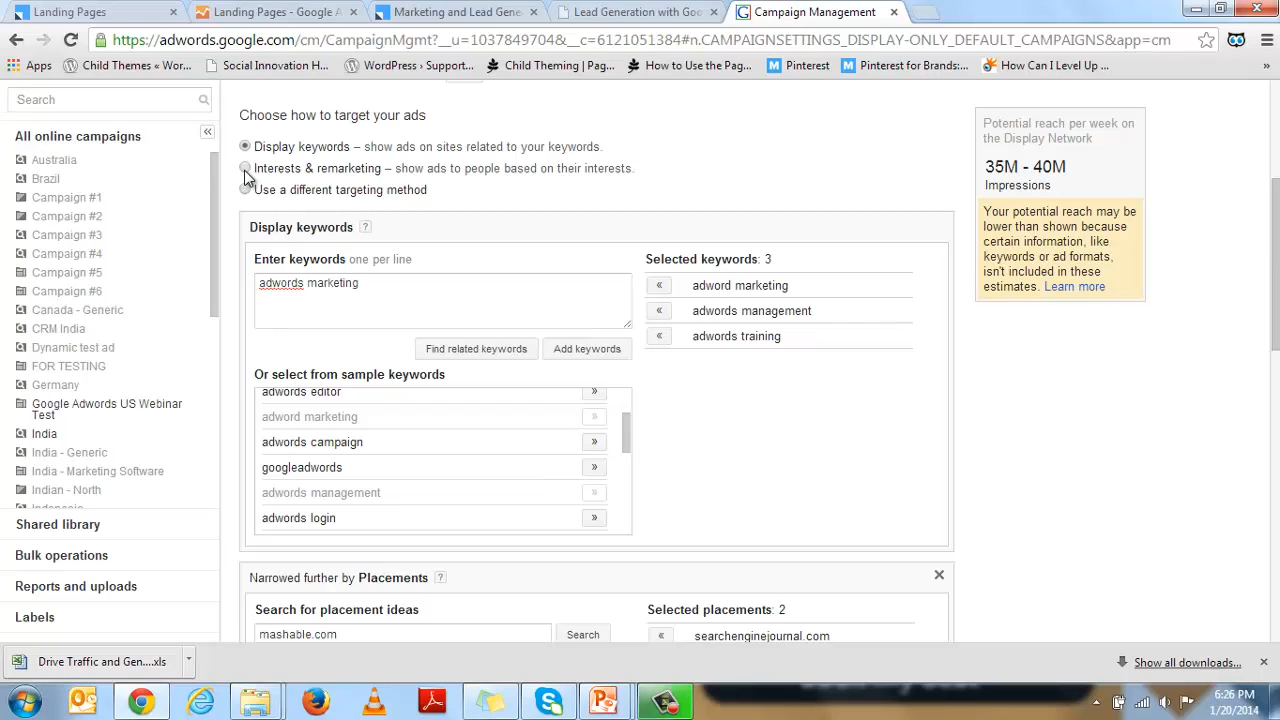 Landing Pages
Landing Pages - Google A
Marketing and Lead Gene
Lead Generation with Goo
Campaign Management
https://adwords.google.com/cm/CampaignMgmt?__u=1037849704&__c=6121051384#n.CAMPAIGNSETTINGS_DISPLAY-ONLY_DEFAULT_CAMPAIGNS&app=cm
Apps
Child Themes « Wor...
Social Innovation H...
WordPress › Support...
Child Theming | Pag...
How to Use the Pag...
Pinterest
Pinterest for Brands:...
How Can I Level Up ...
»
Search
All online campaigns
«
Australia
Brazil
Campaign #1
Campaign #2
Campaign #3
Campaign #4
Campaign #5
Campaign #6
Canada - Generic
CRM India
Dynamic test ad
FOR TESTING
Germany
Google Adwords US Webinar
Test
India
India - Generic
India - Marketing Software
Indian - North
Indonesia
Shared library
Bulk operations
Reports and uploads
Labels
Choose how to target your ads
Display keywords – show ads on sites related to your keywords.
Interests & remarketing – show ads to people based on their interests.
Use a different targeting method
Display keywords ?
Enter keywords one per line
adwords marketing
Find related keywords
Add keywords
Or select from sample keywords
adwords editor »
adword marketing »
adwords campaign »
googleadwords »
adwords management »
adwords login »
Selected keywords: 3
« adword marketing
« adwords management
« adwords training
Narrowed further by Placements ?
Search for placement ideas
mashable.com
Search
Selected placements: 2
« searchenginejournal.com
Potential reach per week on
the Display Network
35M - 40M
Impressions
Your potential reach may be
lower than shown because
certain information, like
keywords or ad formats,
isn't included in these
estimates. Learn more
Drive Traffic and Gen....xls
Show all downloads...
6:26 PM
1/20/2014